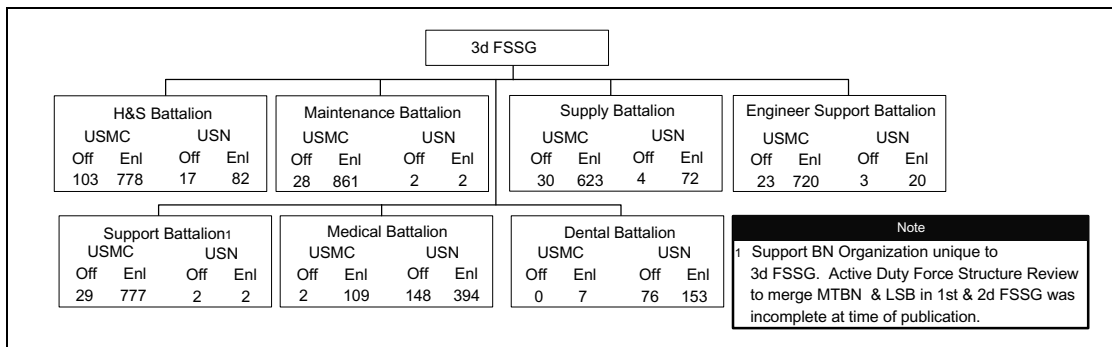 3d FSSG
H&S Battalion
USMC USN
Off Enl Off Enl
103 778 17 82
Maintenance Battalion
USMC USN
Off Enl Off Enl
28 861 2 2
Supply Battalion
USMC USN
Off Enl Off Enl
30 623 4 72
Engineer Support Battalion
USMC USN
Off Enl Off Enl
23 720 3 20
Support Battalion1
USMC USN
Off Enl Off Enl
29 777 2 2
Medical Battalion
USMC USN
Off Enl Off Enl
2 109 148 394
Dental Battalion
USMC USN
Off Enl Off Enl
0 7 76 153
Note
1 Support BN Organization unique to
3d FSSG. Active Duty Force Structure Review
to merge MTBN & LSB in 1st & 2d FSSG was
incomplete at time of publication.